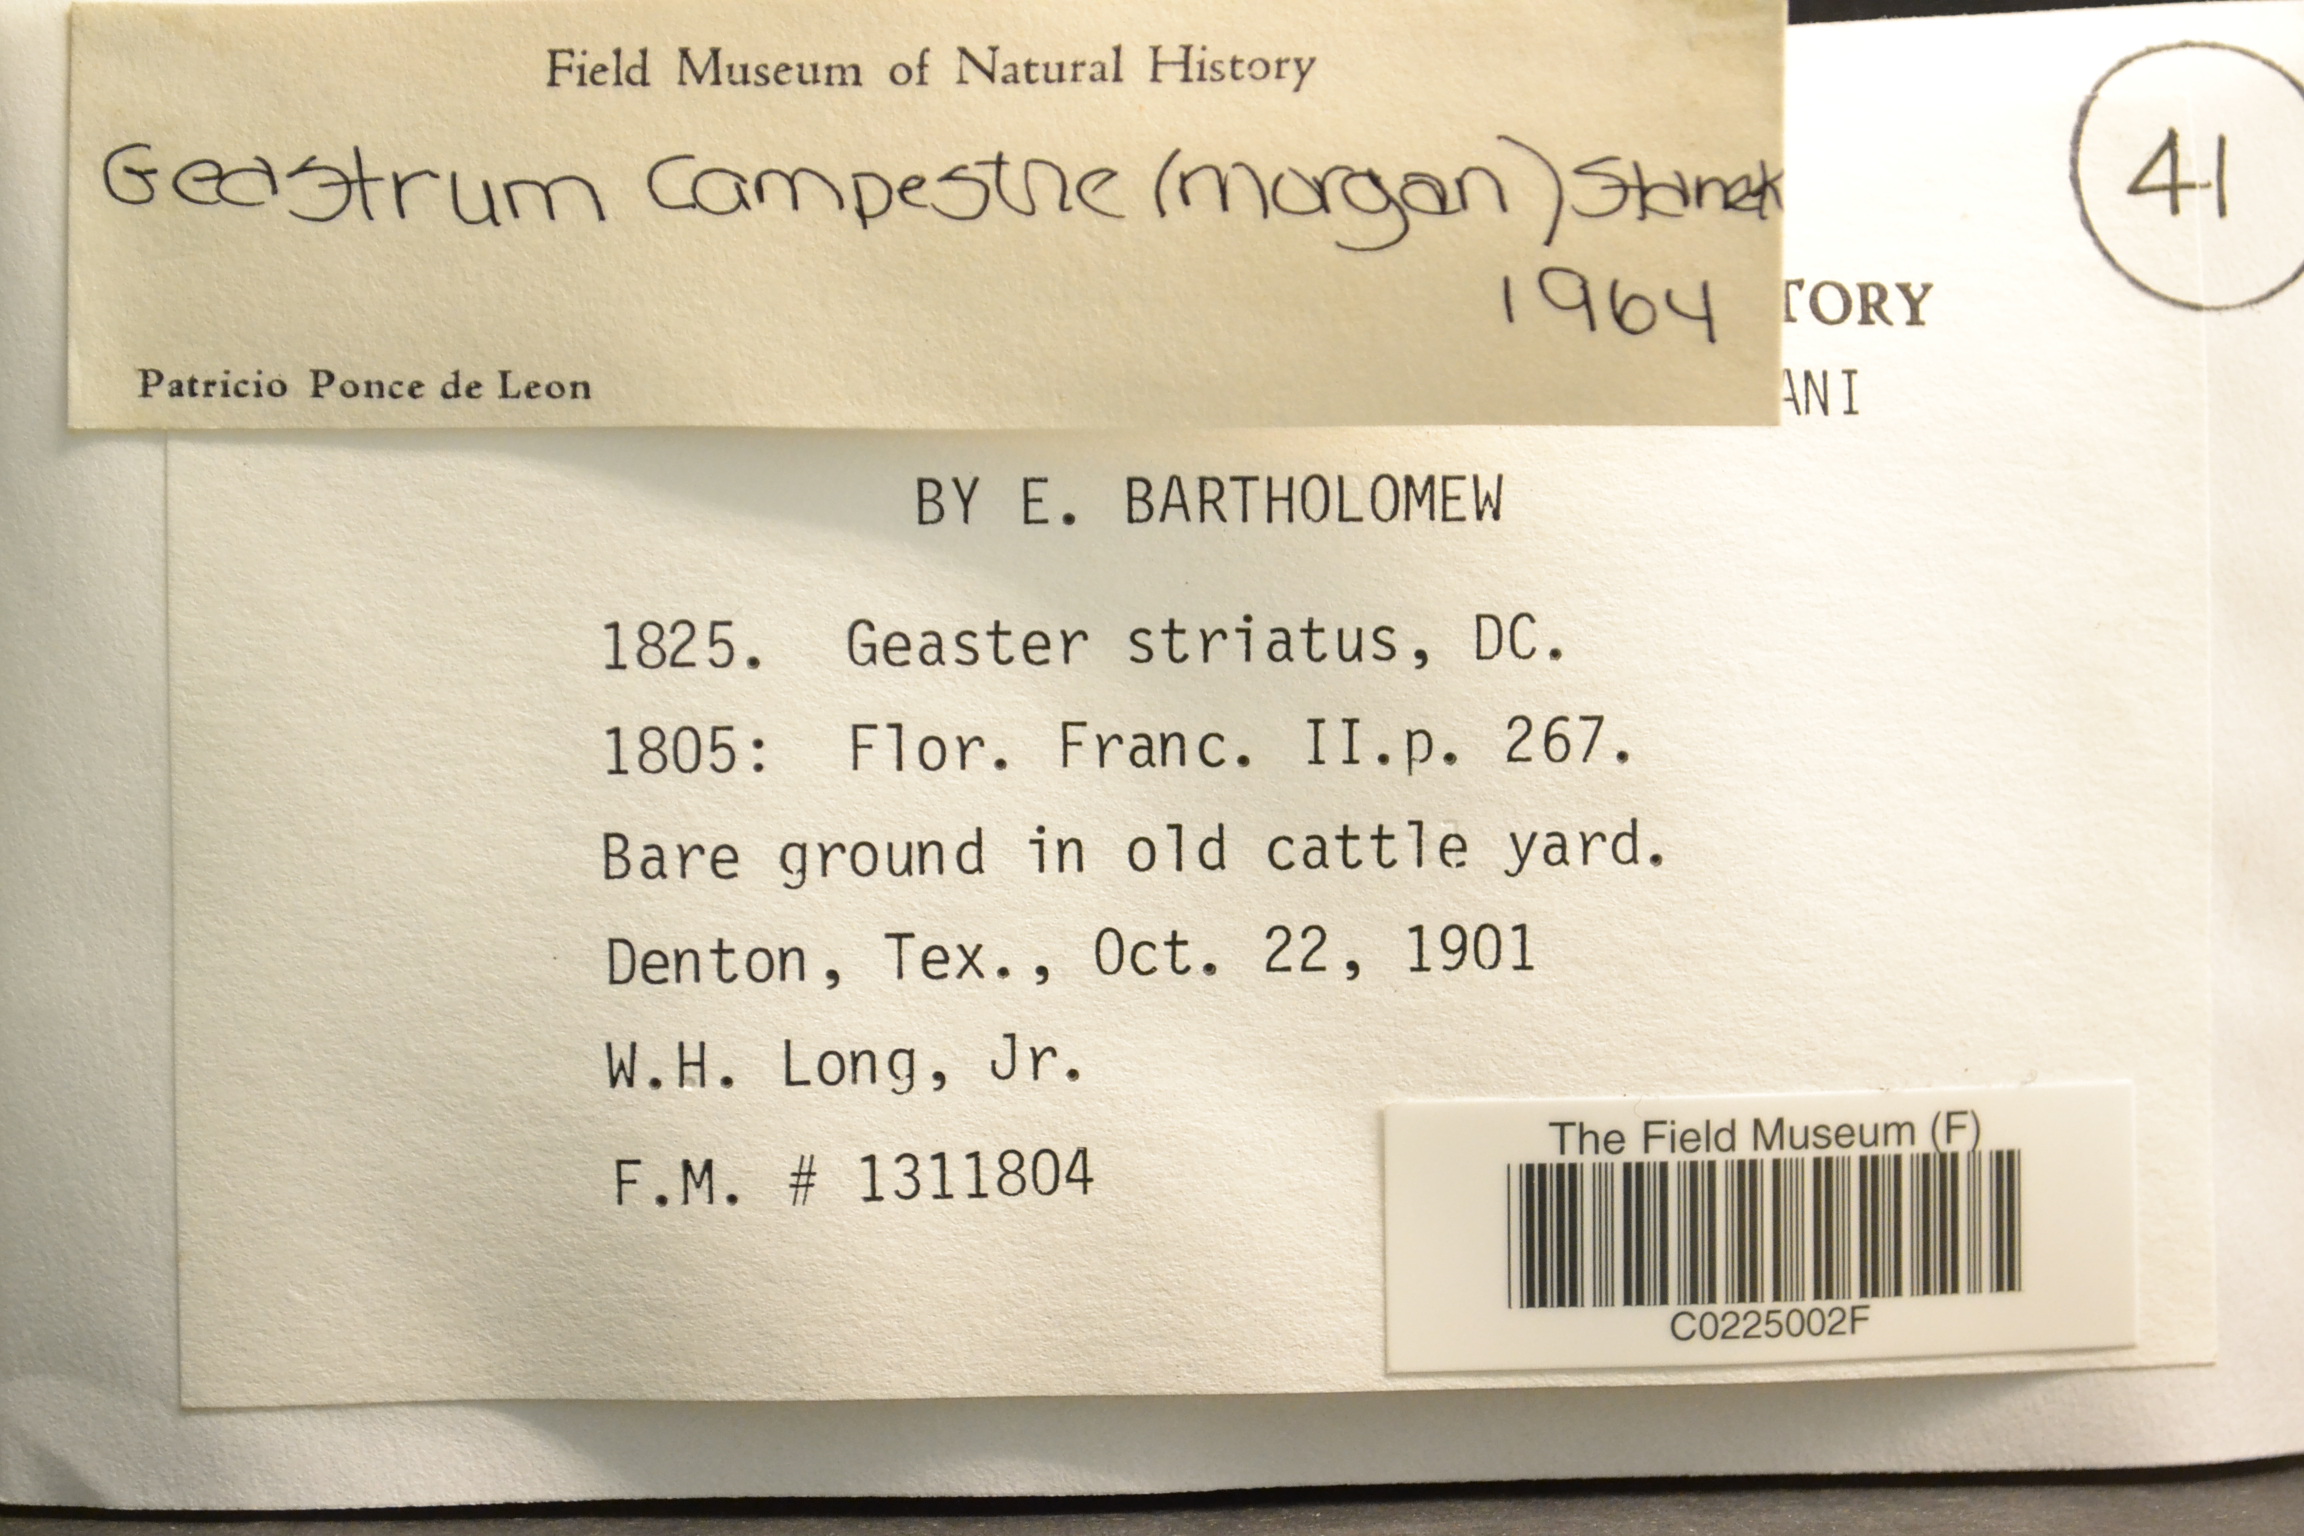 Field Museum of Natural History
Geastrum Campestre (Morgan) Stanek
1964
Patricio Ponce de Leon
41
TORY
ANI
BY E. BARTHOLOMEW
1825. Geaster striatus, DC.
1805: Flor. Franc. II.p. 267.
Bare ground in old cattle yard.
Denton, Tex., Oct. 22, 1901
W.H. Long, Jr.
F.M. # 1311804
The Field Museum (F)
C0225002F